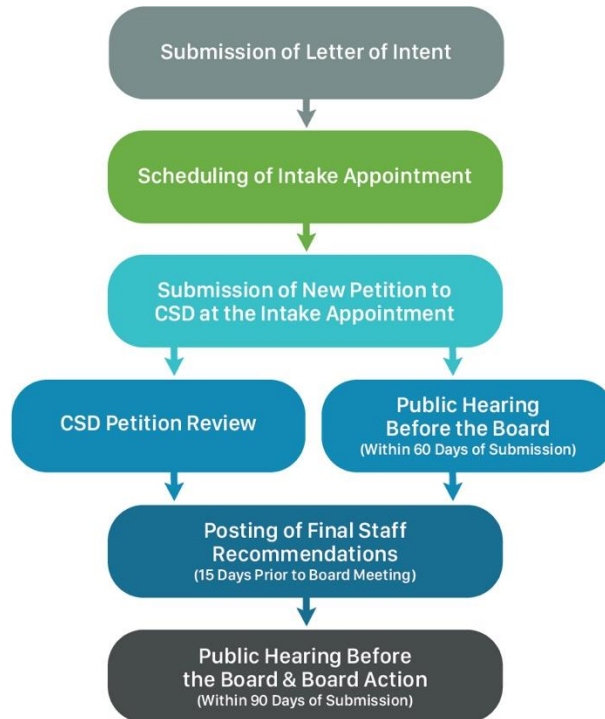 Submission of Letter of Intent
Scheduling of Intake Appointment
Submission of New Petition to
CSD at the Intake Appointment
CSD Petition Review
Public Hearing
Before the Board
(Within 60 Days of Submission)
Posting of Final Staff
Recommendations
(15 Days Prior to Board Meeting)
Public Hearing Before
the Board & Board Action
(Within 90 Days of Submission)